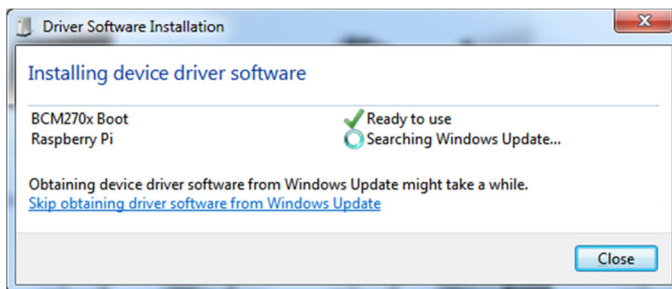 Driver Software Installation
Installing device driver software
BCM270x Boot Ready to use
Raspberry Pi Searching Windows Update...
Obtaining device driver software from Windows Update might take a while.
Skip obtaining driver software from Windows Update
Close